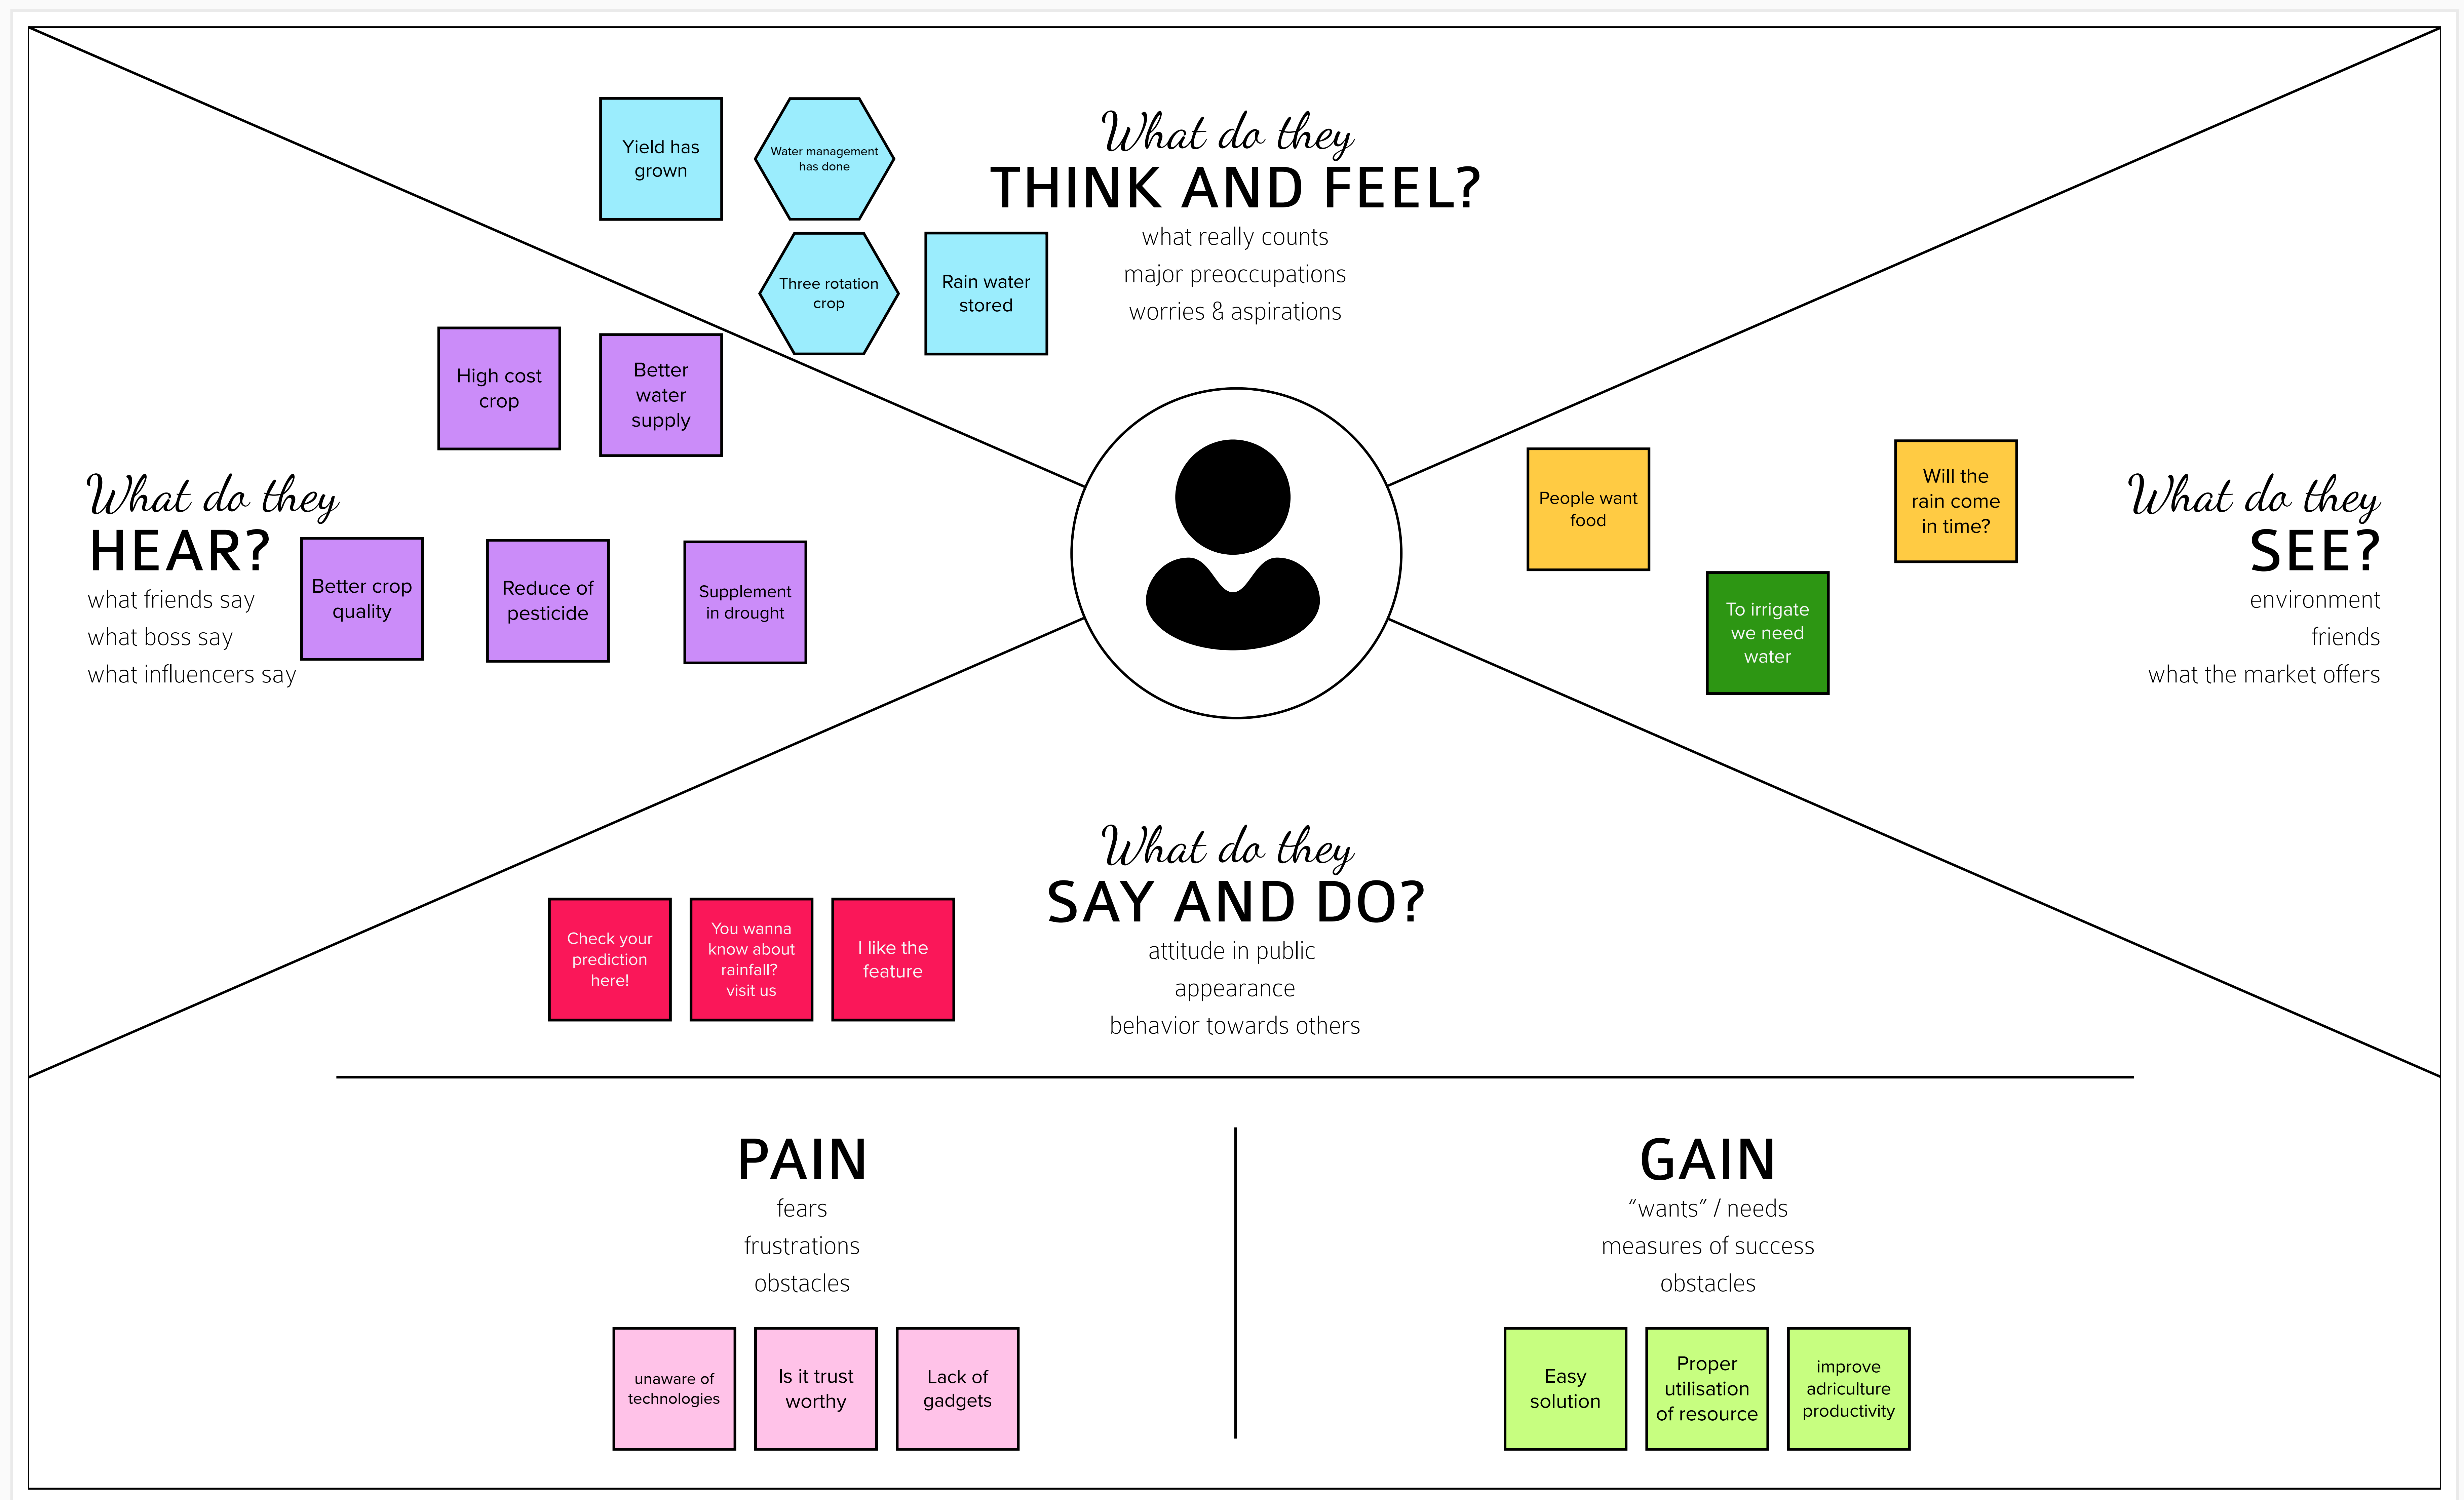 What do they
THINK AND FEEL?
what really counts
major preoccupations
worries & aspirations
Yield has
grown
Water management
has done
Three rotation
crop
Rain water
stored
What do they
HEAR?
what friends say
what boss say
what influencers say
High cost
crop
Better
water
supply
Better crop
quality
Reduce of
pesticide
Supplement
in drought
What do they
SEE?
environment
friends
what the market offers
People want
food
Will the
rain come
in time?
To irrigate
we need
water
What do they
SAY AND DO?
attitude in public
appearance
behavior towards others
Check your
prediction
here!
You wanna
know about
rainfall?
visit us
I like the
feature
PAIN
fears
frustrations
obstacles
unaware of
technologies
Is it trust
worthy
Lack of
gadgets
GAIN
“wants” / needs
measures of success
obstacles
Easy
solution
Proper
utilisation
of resource
improve
adriculture
productivity